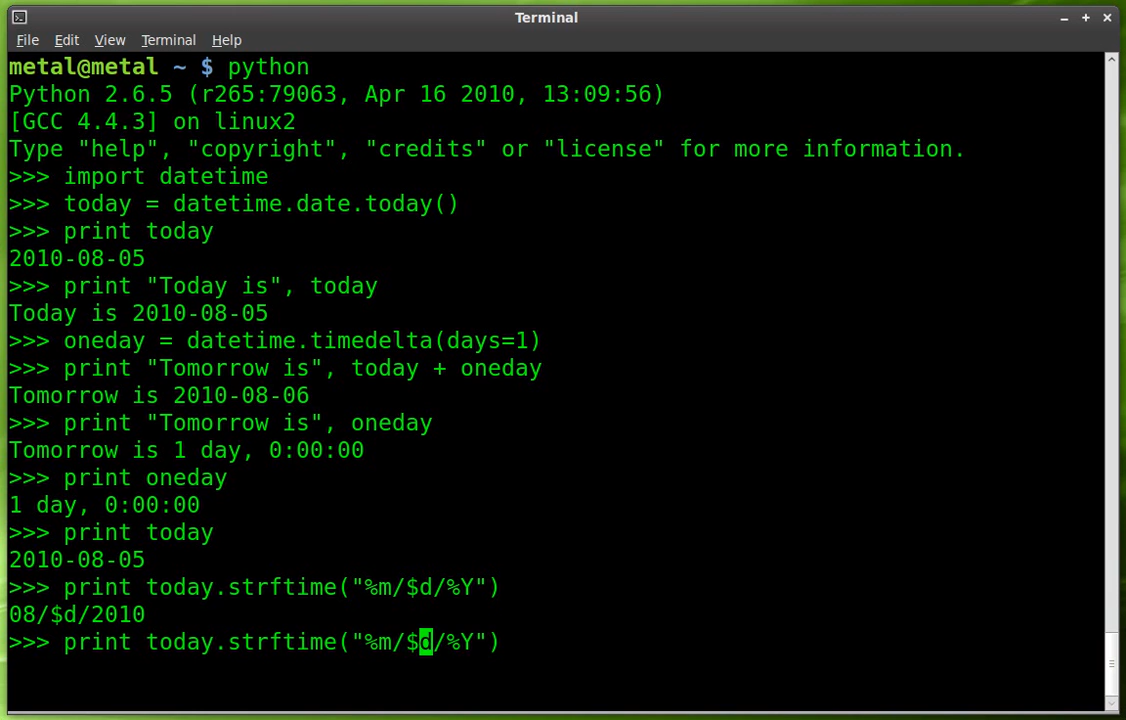 Terminal
File Edit View Terminal Help
metal@metal ~ $ python
Python 2.6.5 (r265:79063, Apr 16 2010, 13:09:56)
[GCC 4.4.3] on linux2
Type "help", "copyright", "credits" or "license" for more information.
>>> import datetime
>>> today = datetime.date.today()
>>> print today
2010-08-05
>>> print "Today is", today
Today is 2010-08-05
>>> oneday = datetime.timedelta(days=1)
>>> print "Tomorrow is", today + oneday
Tomorrow is 2010-08-06
>>> print "Tomorrow is", oneday
Tomorrow is 1 day, 0:00:00
>>> print oneday
1 day, 0:00:00
>>> print today
2010-08-05
>>> print today.strftime("%m/$d/%Y")
08/$d/2010
>>> print today.strftime("%m/$d/%Y")